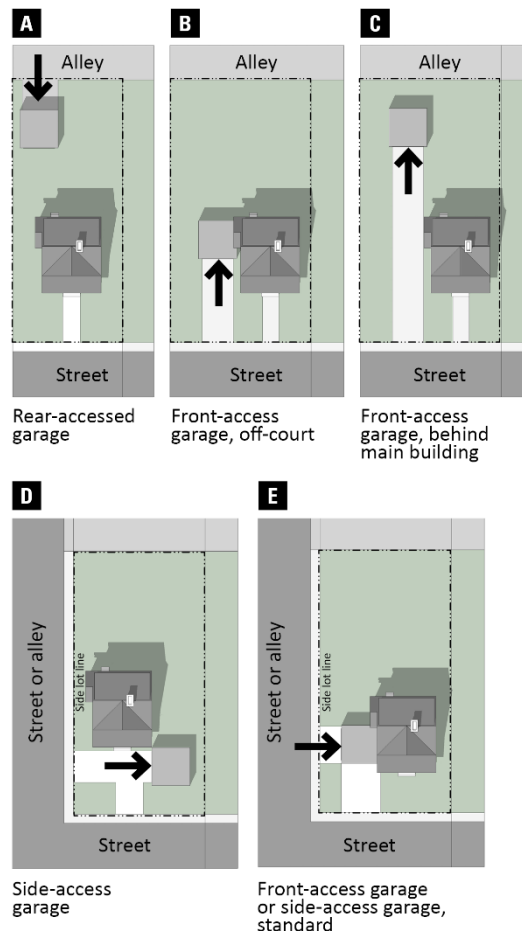 A
Alley
Street
Rear-accessed
garage
B
Alley
Street
Front-access
garage, off-court
C
Alley
Street
Front-access
garage, behind
main building
D
Street or alley
Side lot line
Street
Side-access
garage
E
Street or alley
Side lot line
Street
Front-access garage
or side-access garage,
standard